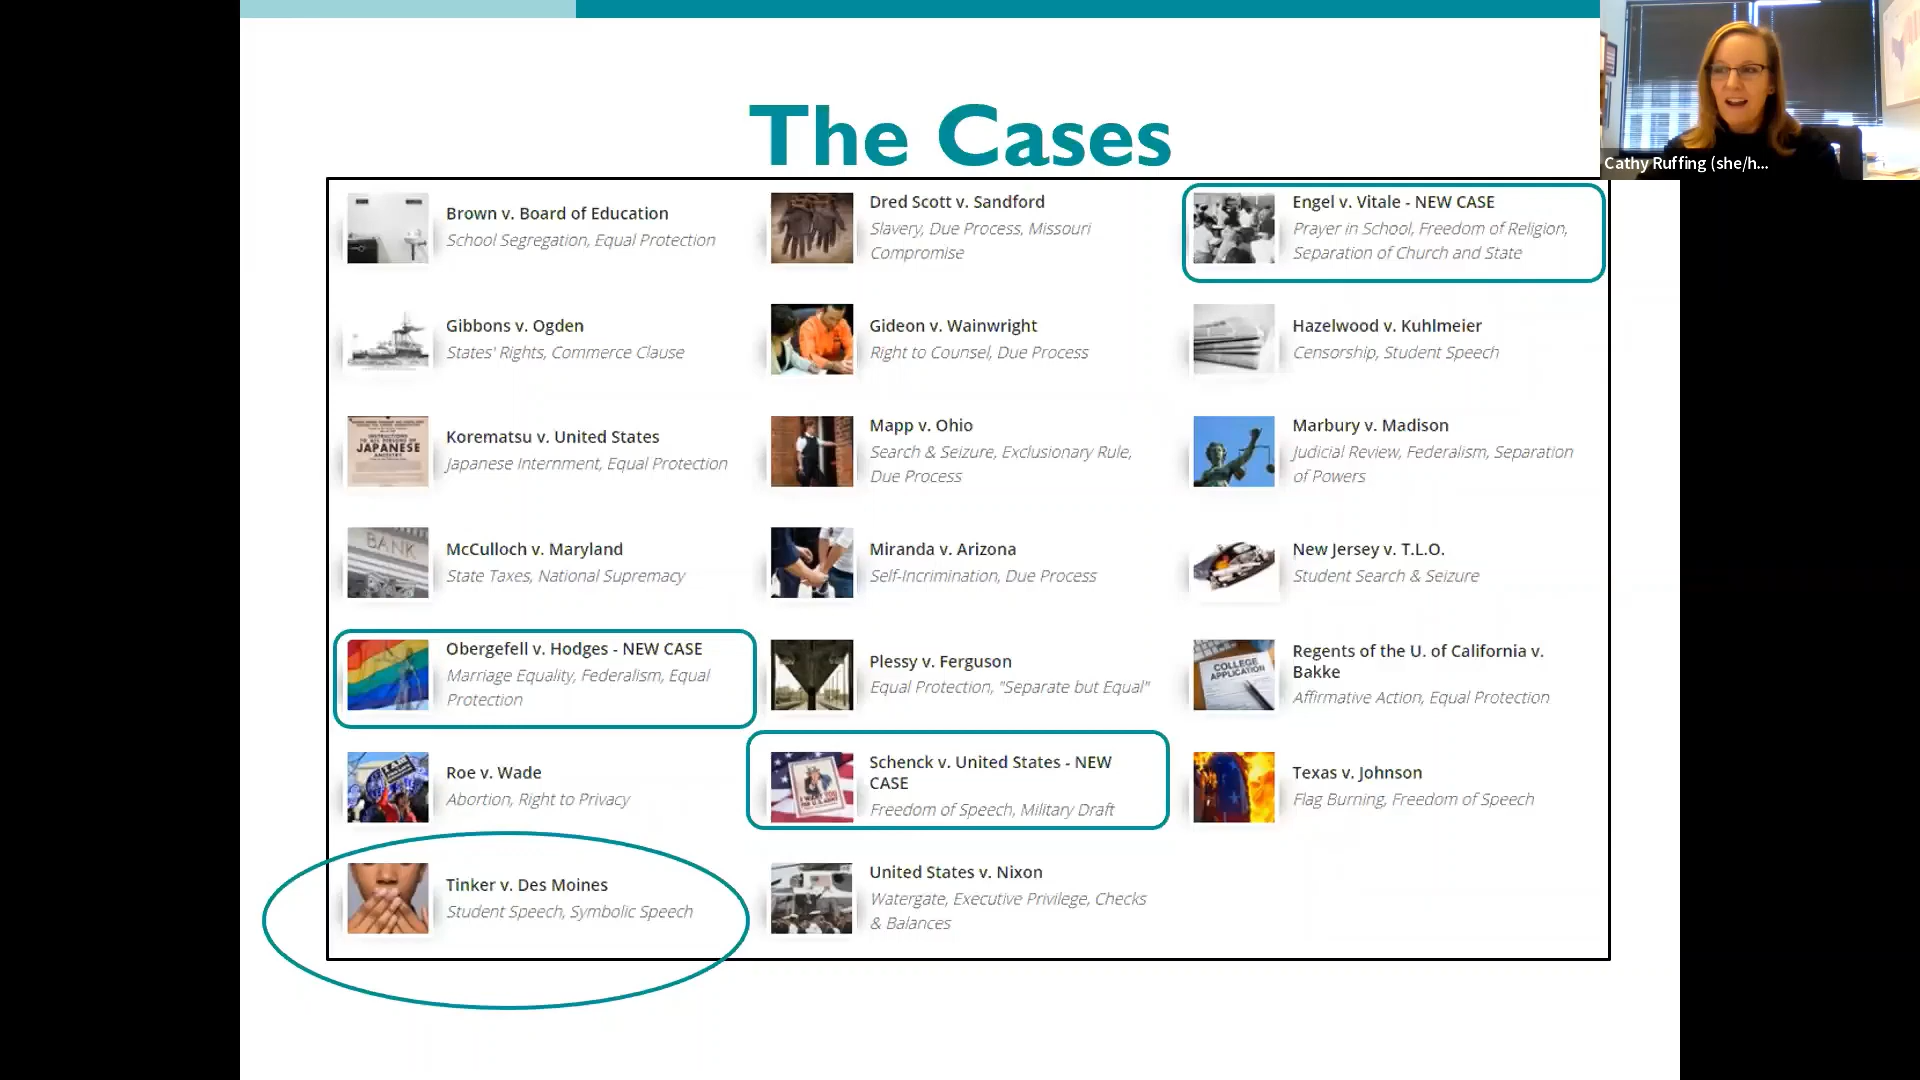 The Cases
Cathy Ruffing (she/h...
Brown v. Board of Education
School Segregation, Equal Protection
Dred Scott v. Sandford
Slavery, Due Process, Missouri
Compromise
Engel v. Vitale - NEW CASE
Prayer in School, Freedom of Religion,
Separation of Church and State
Gibbons v. Ogden
States' Rights, Commerce Clause
Gideon v. Wainwright
Right to Counsel, Due Process
Hazelwood v. Kuhlmeier
Censorship, Student Speech
JAPANESE
Korematsu v. United States
Japanese Internment, Equal Protection
Mapp v. Ohio
Search & Seizure, Exclusionary Rule,
Due Process
Marbury v. Madison
Judicial Review, Federalism, Separation
of Powers
BANK
McCulloch v. Maryland
State Taxes, National Supremacy
Miranda v. Arizona
Self-Incrimination, Due Process
New Jersey v. T.L.O.
Student Search & Seizure
Obergefell v. Hodges - NEW CASE
Marriage Equality, Federalism, Equal
Protection
Plessy v. Ferguson
Equal Protection, "Separate but Equal"
COLLEGE
APPLICATION
Regents of the U. of California v.
Bakke
Affirmative Action, Equal Protection
Roe v. Wade
Abortion, Right to Privacy
I WANT YOU
Schenck v. United States - NEW
CASE
Freedom of Speech, Military Draft
Texas v. Johnson
Flag Burning, Freedom of Speech
Tinker v. Des Moines
Student Speech, Symbolic Speech
United States v. Nixon
Watergate, Executive Privilege, Checks
& Balances